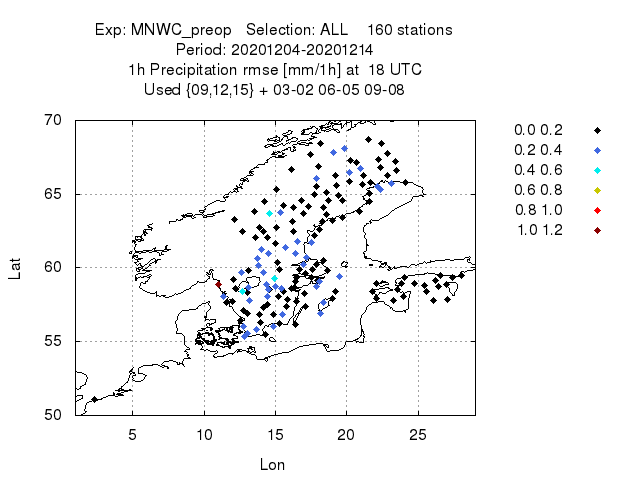 Exp: MNWC_preop   Selection: ALL    160 stations
Period: 20201204-20201214
1h Precipitation rmse [mm/1h] at  18 UTC
Used {09,12,15} + 03-02 06-05 09-08
70
65
60
55
50
5 10 15 20 25
Lat
Lon
0.0 0.2
0.2 0.4
0.4 0.6
0.6 0.8
0.8 1.0
1.0 1.2